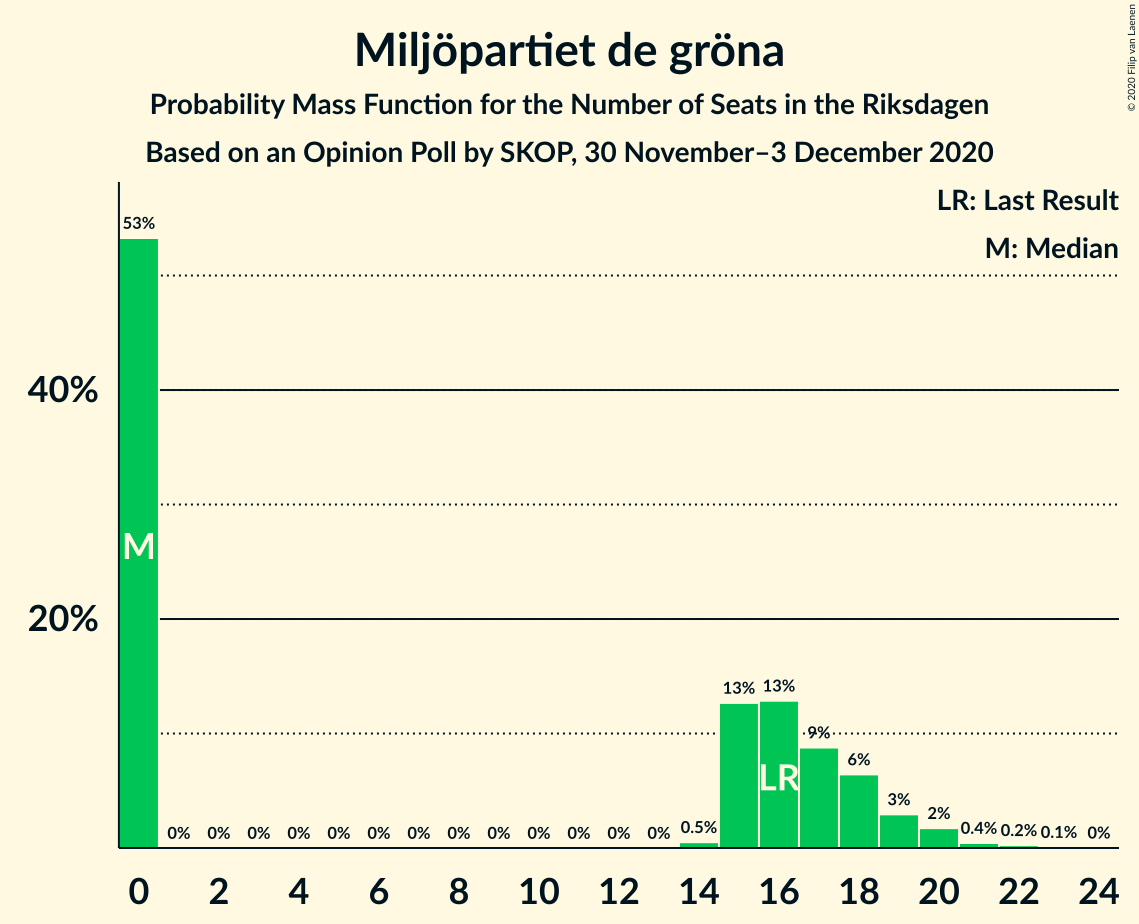 Miljöpartiet de gröna
Probability Mass Function for the Number of Seats in the Riksdagen
Based on an Opinion Poll by SKOP, 30 November–3 December 2020
© 2020 Filip van Laenen
LR: Last Result
M: Median
53%
40%
20%
M
LR
0% 0% 0% 0% 0% 0% 0% 0% 0% 0% 0% 0% 0% 0.5% 13% 13% 9% 6% 3% 2% 0.4% 0.2% 0.1% 0%
0 2 4 6 8 10 12 14 16 18 20 22 24